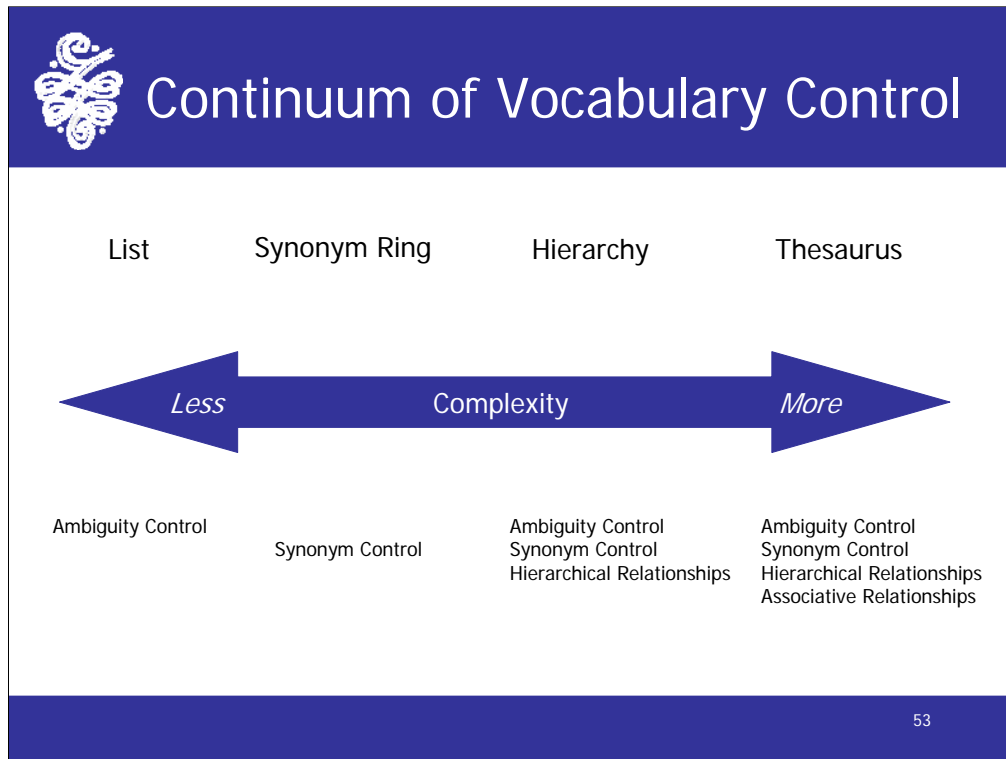 Continuum of Vocabulary Control
List Synonym Ring Hierarchy Thesaurus
Less Complexity More
Ambiguity Control Ambiguity Control Ambiguity Control
Synonym Control Synonym Control Synonym Control
Hierarchical Relationships Hierarchical Relationships
Associative Relationships
53